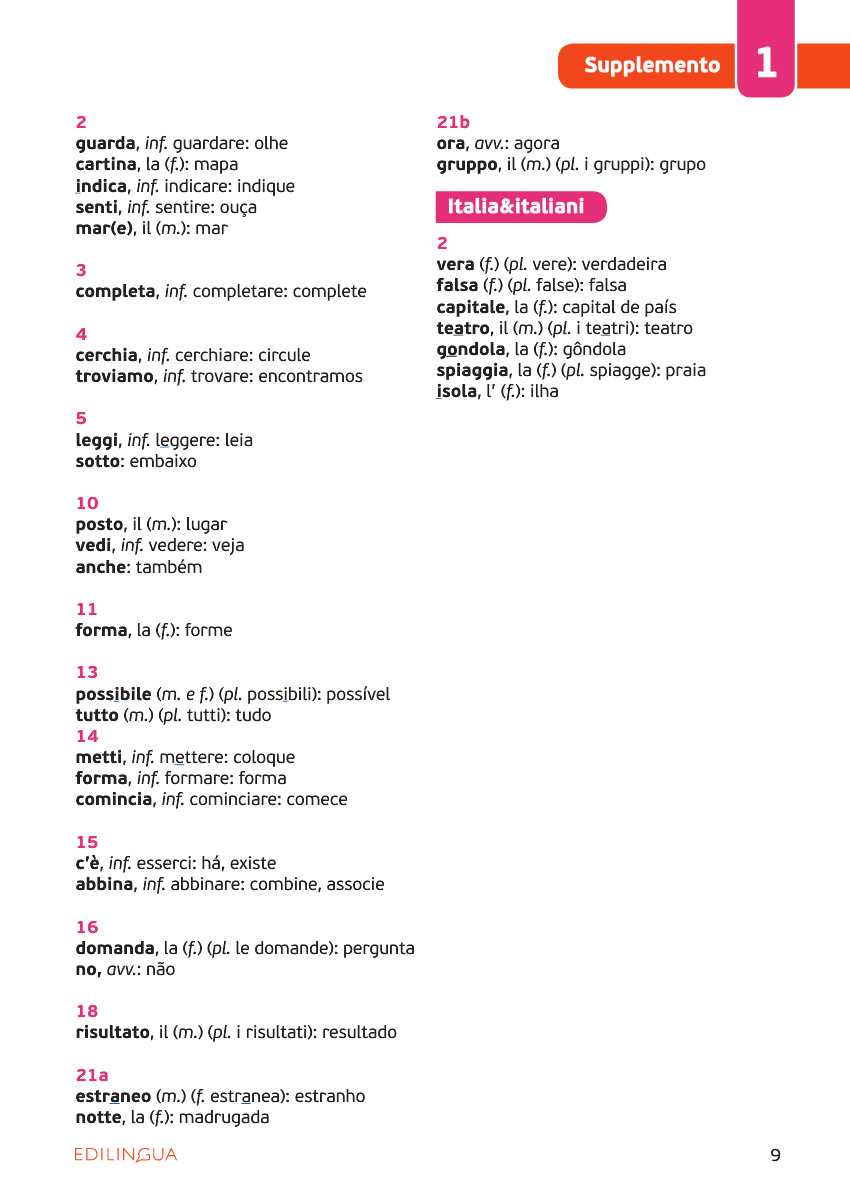 Supplemento 1
2
guarda, inf. guardare: olhe
cartina, la (f.): mapa
indica, inf. indicare: indique
senti, inf. sentire: ouça
mar(e), il (m.): mar
3
completa, inf. completare: complete
4
cerchia, inf. cerchiare: circule
troviamo, inf. trovare: encontramos
5
leggi, inf. leggere: leia
sotto: embaixo
10
posto, il (m.): lugar
vedi, inf. vedere: veja
anche: também
11
forma, la (f.): forme
13
possibile (m. e f.) (pl. possibili): possível
tutto (m.) (pl. tutti): tudo
14
metti, inf. mettere: coloque
forma, inf. formare: forma
comincia, inf. cominciare: comece
15
c'è, inf. esserci: há, existe
abbina, inf. abbinare: combine, associe
16
domanda, la (f.) (pl. le domande): pergunta
no, avv.: não
18
risultato, il (m.) (pl. i risultati): resultado
21a
estraneo (m.) (f. estranea): estranho
notte, la (f.): madrugada
21b
ora, avv.: agora
gruppo, il (m.) (pl. i gruppi): grupo
Italia&italiani
2
vera (f.) (pl. vere): verdadeira
falsa (f.) (pl. false): falsa
capitale, la (f.): capital de país
teatro, il (m.) (pl. i teatri): teatro
gondola, la (f.): gôndola
spiaggia, la (f.) (pl. spiagge): praia
isola, l' (f.): ilha
EDILINGUA
9